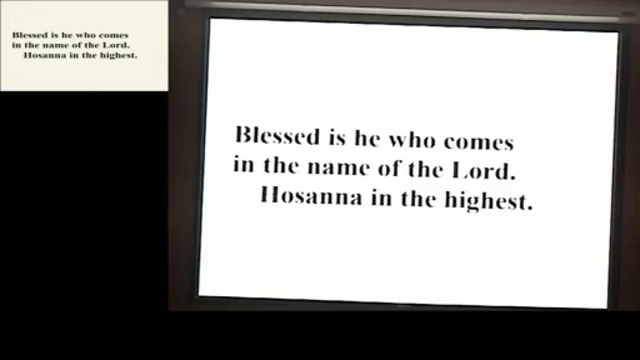 Blessed is he who comes
in the name of the Lord.
Hosanna in the highest.
Blessed is he who comes
in the name of the Lord.
Hosanna in the highest.